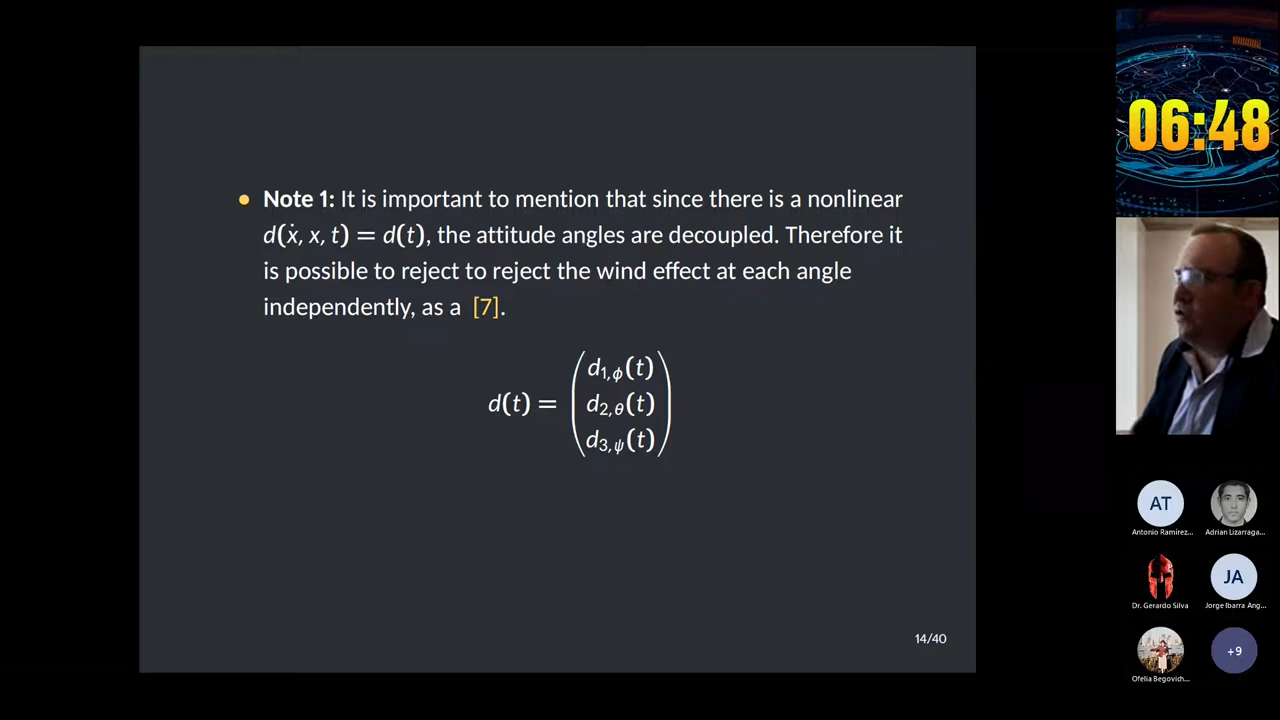 Note 1: It is important to mention that since there is a nonlinear
d(ẋ, x, t) = d(t), the attitude angles are decoupled. Therefore it
is possible to reject to reject the wind effect at each angle
independently, as a [7].
d(t) = 
d₁,ϕ(t)
d₂,θ(t)
d₃,ψ(t)
14/40
06:48
AT
Antonio Ramírez...
Adrian Lizarraga...
JA
Dr. Gerardo Silva
Jorge Ibarra Ang...
+9
Ofelia Begovich...